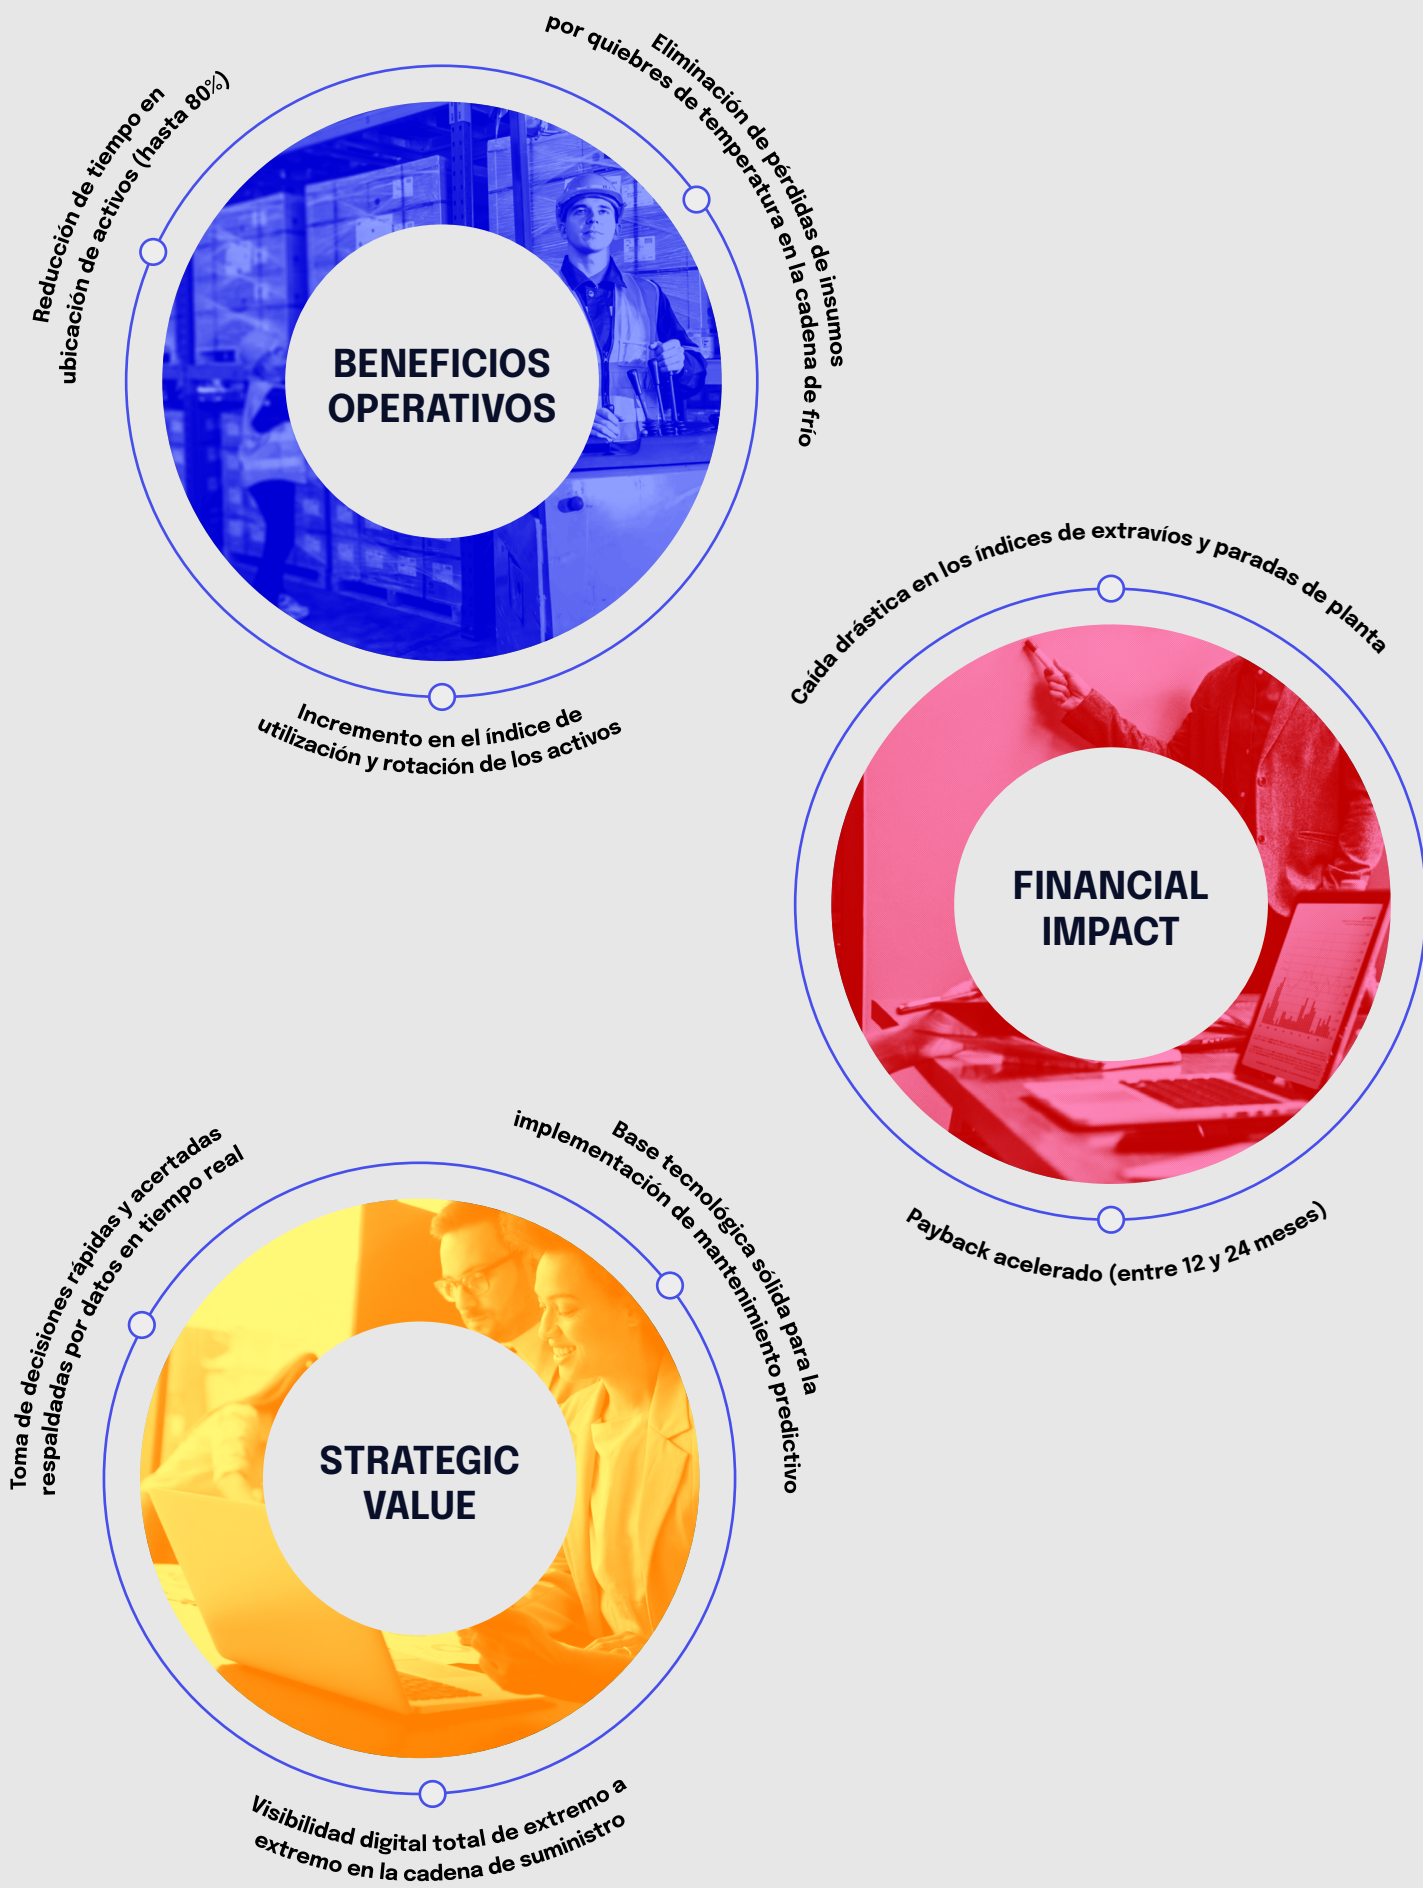 Reducción de tiempo en
ubicación de activos (hasta 80%)
Eliminación de pérdidas de insumos
por quiebres de temperatura en la cadena de frío
BENEFICIOS
OPERATIVOS
Incremento en el índice de
utilización y rotación de los activos
Caída drástica en los índices de extravíos y paradas de planta
FINANCIAL
IMPACT
Payback acelerado (entre 12 y 24 meses)
Toma de decisiones rápidas y acertadas
respaldadas por datos en tiempo real
Base tecnológica sólida para la
implementación de mantenimiento predictivo
STRATEGIC
VALUE
Visibilidad digital total de extremo a
extremo en la cadena de suministro